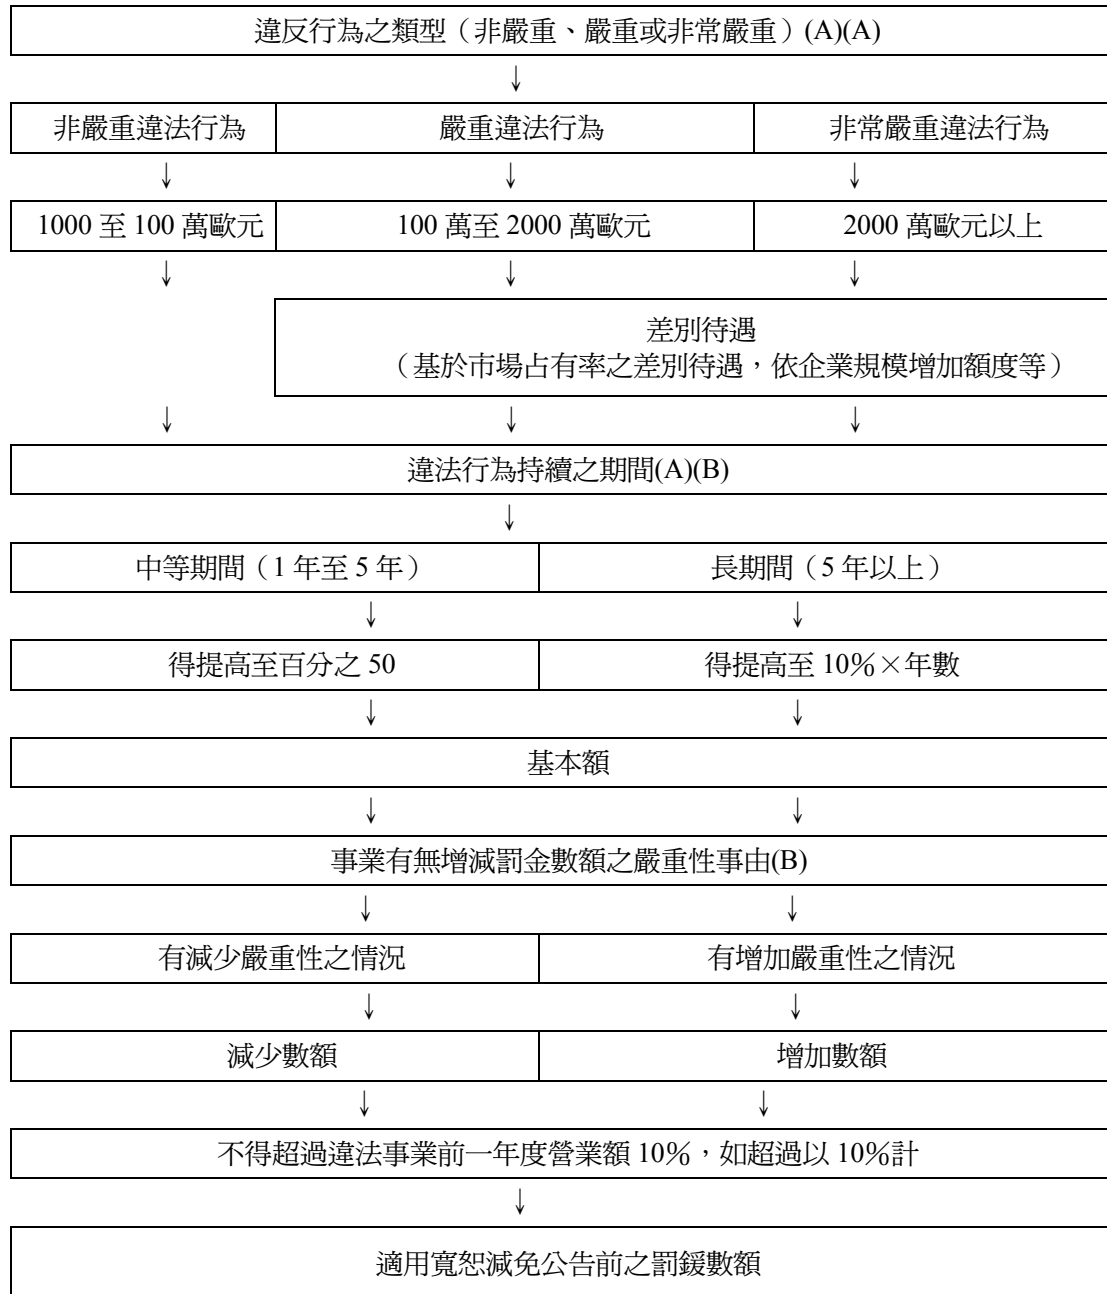 違反行為之類型（非嚴重、嚴重或非常嚴重）(A)(A)
↓
非嚴重違法行為 嚴重違法行為 非常嚴重違法行為
↓ ↓ ↓
1000 至 100 萬歐元 100 萬至 2000 萬歐元 2000 萬歐元以上
↓ ↓ ↓
差別待遇
（基於市場占有率之差別待遇，依企業規模增加額度等）
↓ ↓ ↓
違法行為持續之期間(A)(B)
↓
中等期間（1 年至 5 年） 長期間（5 年以上）
↓ ↓
得提高至百分之 50 得提高至 10%×年數
↓ ↓
基本額
↓ ↓
事業有無增減罰金數額之嚴重性事由(B)
↓ ↓
有減少嚴重性之情況 有增加嚴重性之情況
↓ ↓
減少數額 增加數額
↓ ↓
不得超過違法事業前一年度營業額 10%，如超過以 10%計
↓
適用寬恕減免公告前之罰鍰數額